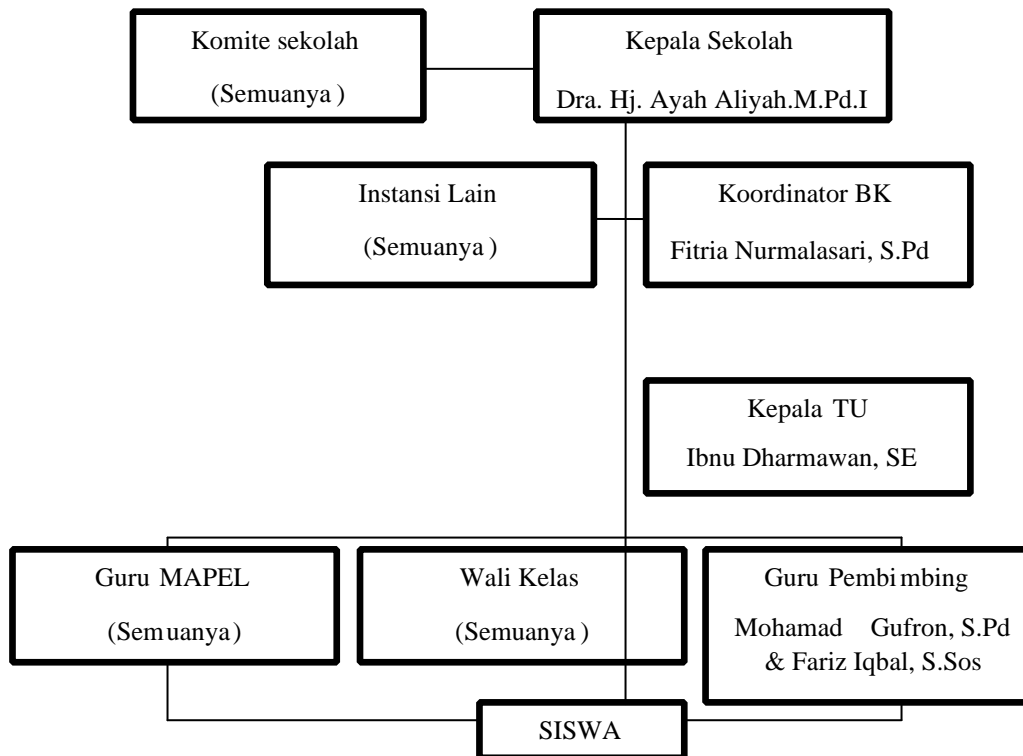 Komite sekolah
(Semuanya )
Kepala Sekolah
Dra. Hj. Ayah Aliyah.M.Pd.I
Instansi Lain
(Semuanya )
Koordinator BK
Fitria Nurmalasari, S.Pd
Kepala TU
Ibnu Dharmawan, SE
Guru MAPEL
(Semuanya)
Wali Kelas
(Semuanya )
Guru Pembimbing
Mohamad Gufron, S.Pd
& Fariz Iqbal, S.Sos
SISWA